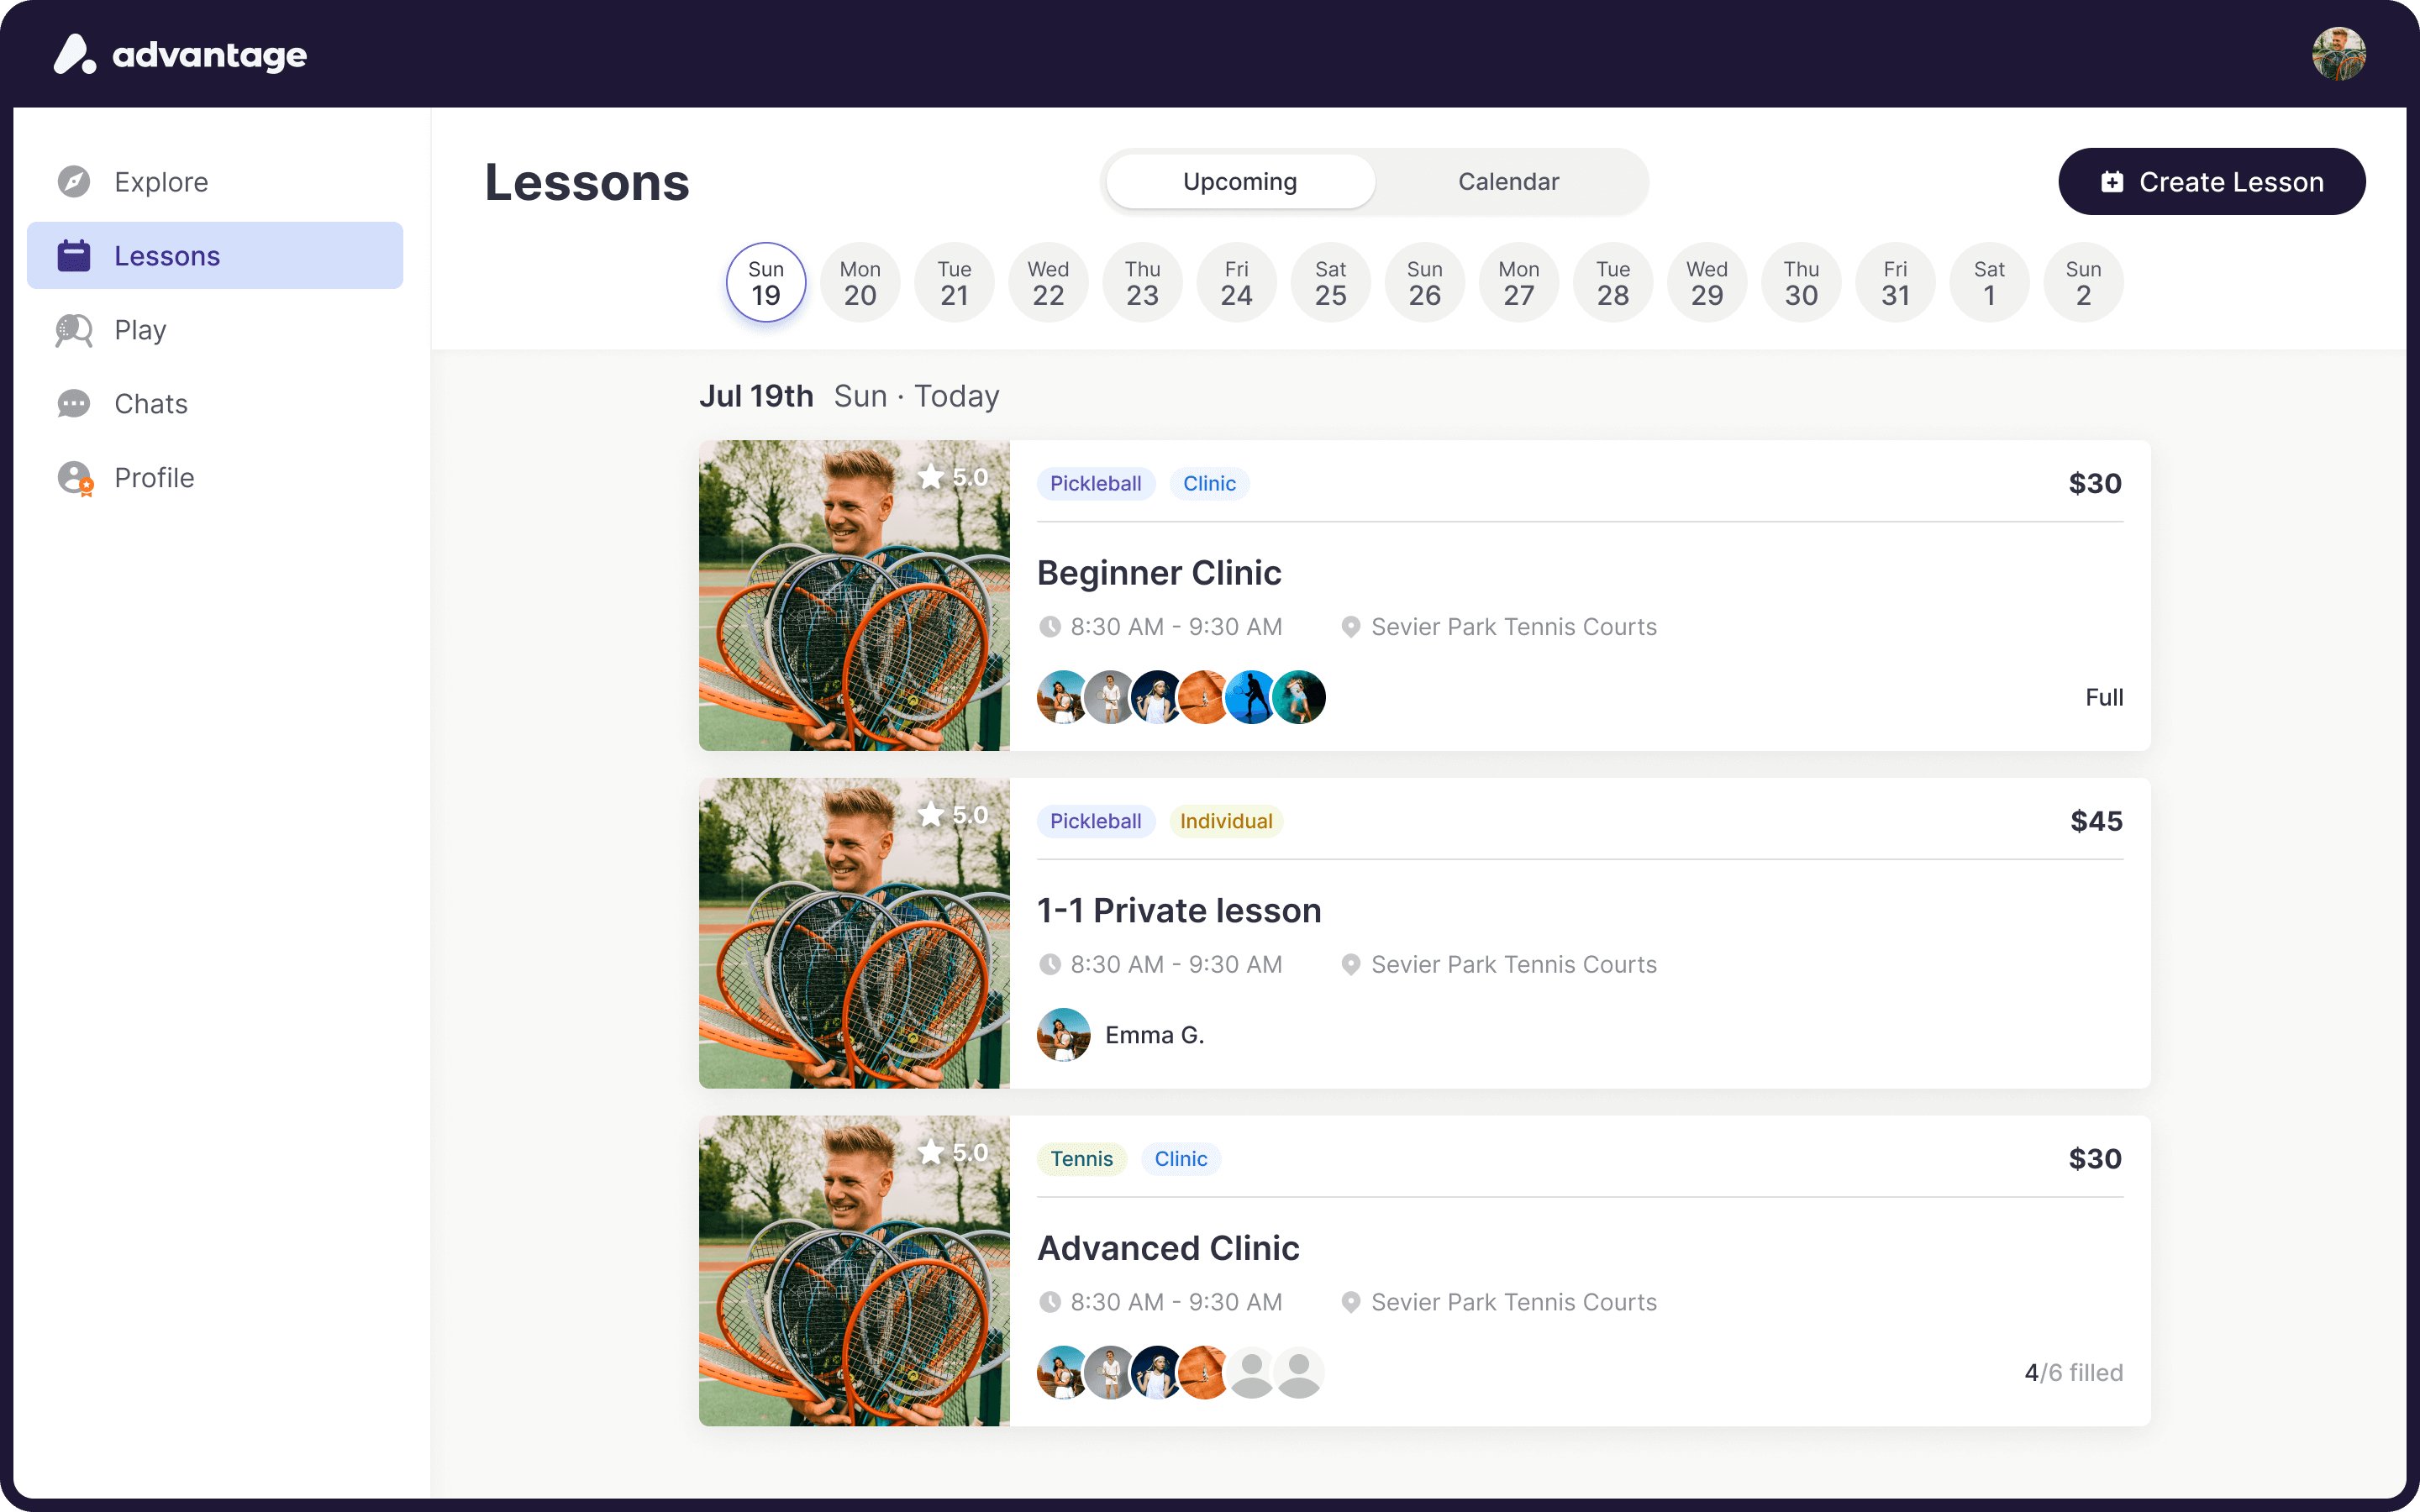 advantage
Explore
Lessons
Play
Chats
Profile
Lessons
Upcoming
Calendar
Create Lesson
Sun 19
Mon 20
Tue 21
Wed 22
Thu 23
Fri 24
Sat 25
Sun 26
Mon 27
Tue 28
Wed 29
Thu 30
Fri 31
Sat 1
Sun 2
Jul 19th Sun · Today
5.0
Pickleball Clinic $30
Beginner Clinic
8:30 AM - 9:30 AM Sevier Park Tennis Courts
Full
5.0
Pickleball Individual $45
1-1 Private lesson
8:30 AM - 9:30 AM Sevier Park Tennis Courts
Emma G.
5.0
Tennis Clinic $30
Advanced Clinic
8:30 AM - 9:30 AM Sevier Park Tennis Courts
4/6 filled